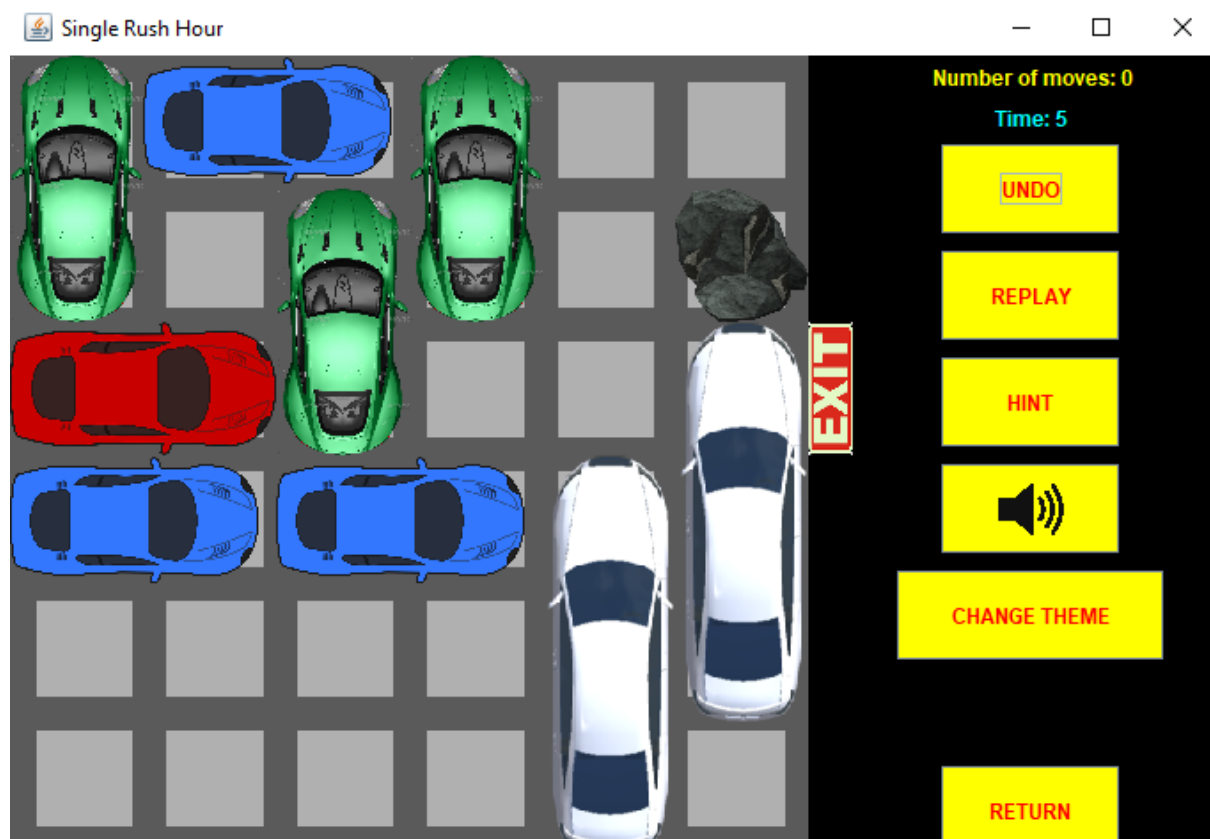 Single Rush Hour
Number of moves: 0
Time: 5
UNDO
REPLAY
HINT
EXIT
CHANGE THEME
RETURN